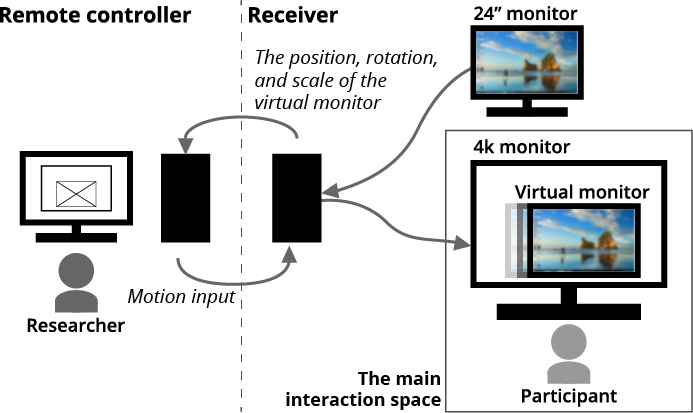 Remote controller
Receiver
24” monitor
The position, rotation,
and scale of the
virtual monitor
4k monitor
Virtual monitor
Motion input
Researcher
The main
interaction space
Participant